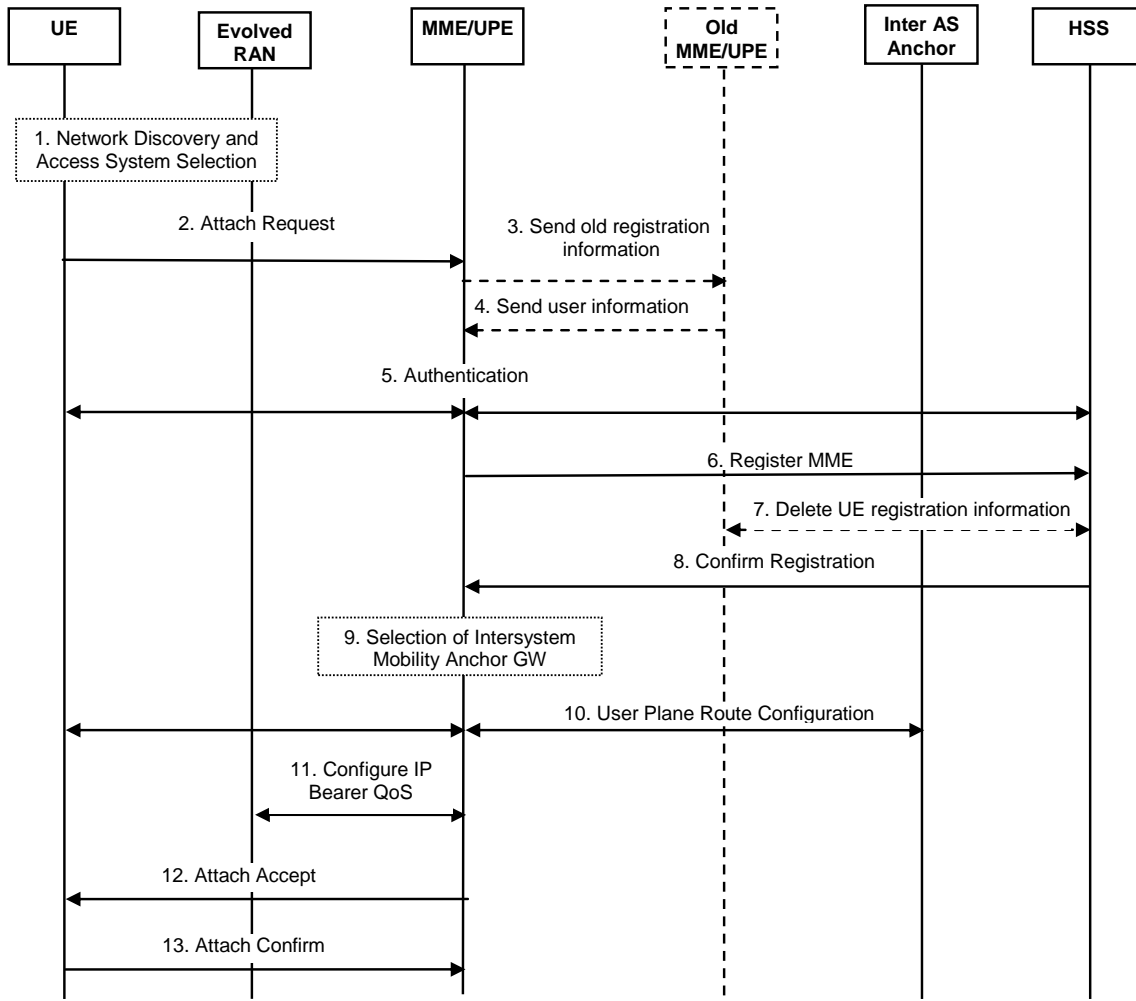 UE
Evolved
RAN
MME/UPE
Old
MME/UPE
Inter AS
Anchor
HSS
1. Network Discovery and
Access System Selection
2. Attach Request
3. Send old registration
information
4. Send user information
5. Authentication
6. Register MME
7. Delete UE registration information
8. Confirm Registration
9. Selection of Intersystem
Mobility Anchor GW
10. User Plane Route Configuration
11. Configure IP
Bearer QoS
12. Attach Accept
13. Attach Confirm